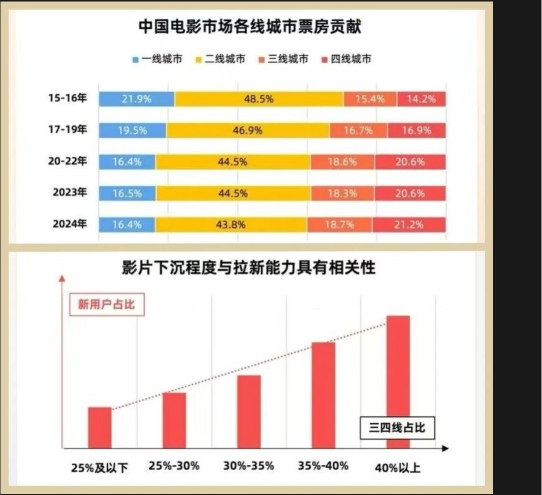 中国电影市场各线城市票房贡献
一线城市 二线城市 三线城市 四线城市
15-16年 21.9% 48.5% 15.4% 14.2%
17-19年 19.5% 46.9% 16.7% 16.9%
20-22年 16.4% 44.5% 18.6% 20.6%
2023年 16.5% 44.5% 18.3% 20.6%
2024年 16.4% 43.8% 18.7% 21.2%
影片下沉程度与拉新能力具有相关性
新用户占比
三四线占比
25%及以下 25%-30% 30%-35% 35%-40% 40%以上